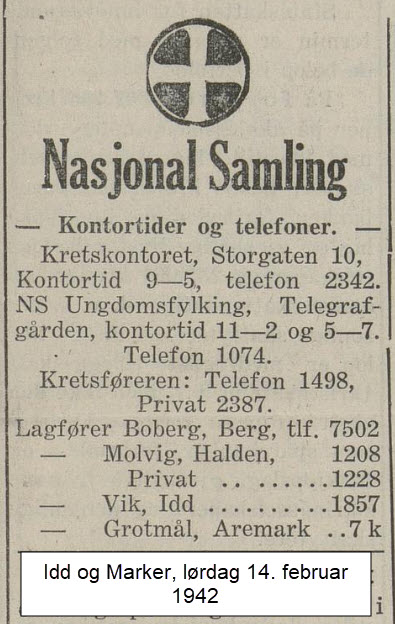 Nasjonal Samling
— Kontortider og telefoner. —
Kretskontoret, Storgaten 10,
Kontortid 9—5, telefon 2342.
NS Ungdomsfylking, Telegraf-
gården, kontortid 11—2 og 5—7.
Telefon 1074.
Kretsføreren: Telefon 1498,
Privat 2387.
Lagfører Boberg, Berg, tlf. 7502
— Molvig, Halden, 1208
Privat .. ...... 1228
— Vik, Idd ........ 1857
— Grotmål, Aremark ..7 k
Idd og Marker, lørdag 14. februar
1942